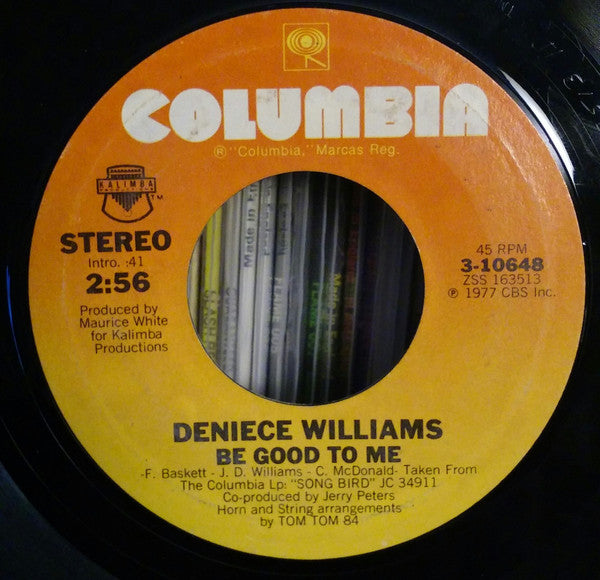 COLUMBIA
® "Columbia," Marcas Reg.
KALIMBA
TM
STEREO
Intro. :41
2:56
Produced by
Maurice White
for Kalimba
Productions
45 RPM
3-10648
ZSS 163513
℗ 1977 CBS Inc.
Made in
DENIECE WILLIAMS
BE GOOD TO ME
-F. Baskett - J. D. Williams - C. McDonald- Taken From
The Columbia Lp: "SONG BIRD" JC 34911
Co-produced by Jerry Peters
Horn and String arrangements
by TOM TOM 84